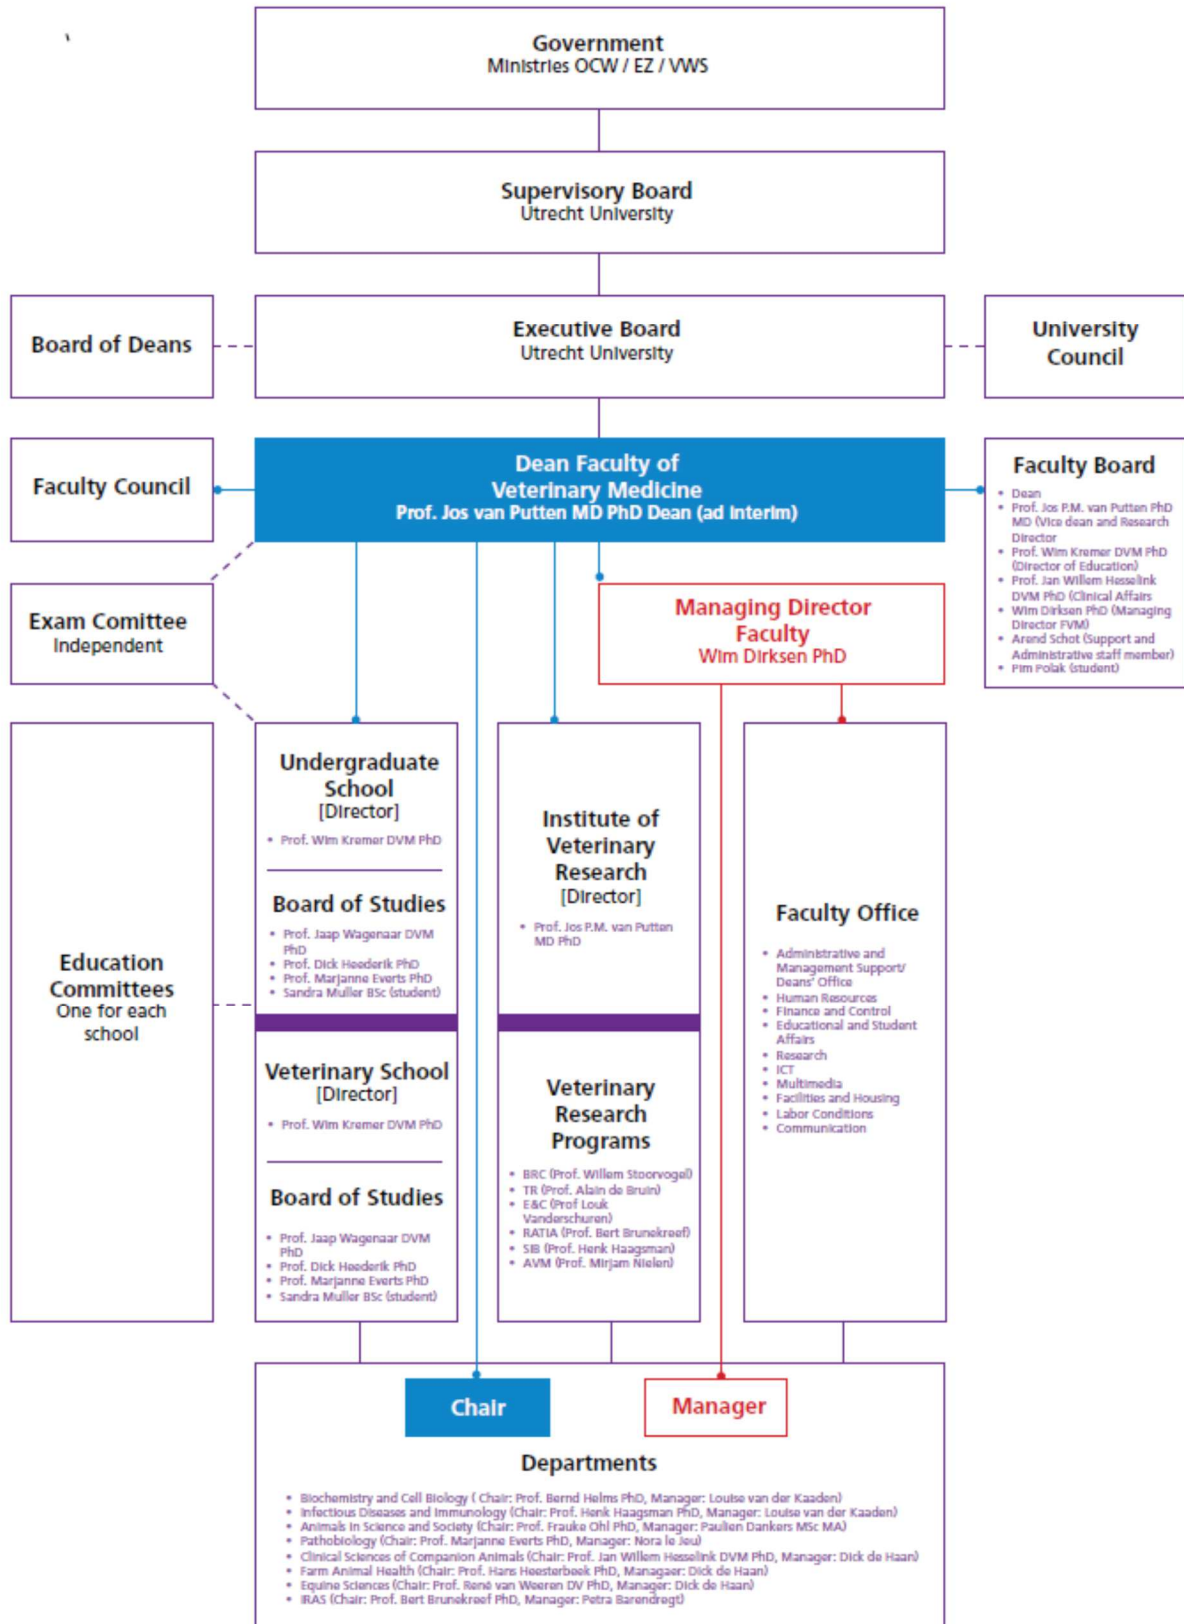 Government
Ministries OCW / EZ / VWS
Supervisory Board
Utrecht University
Board of Deans
Executive Board
Utrecht University
University
Council
Faculty Council
Dean Faculty of
Veterinary Medicine
Prof. Jos van Putten MD PhD Dean (ad interim)
Faculty Board
• Dean
• Prof. Jos P.M. van Putten PhD
MD (Vice dean and Research
Director
• Prof. Wim Kremer DVM PhD
(Director of Education)
• Prof. Jan Willem Hesselink
DVM PhD (Clinical Affairs
• Wim Dirksen PhD (Managing
Director FVM)
• Arend Schot (Support and
Administrative staff member)
• Pim Polak (student)
Exam Comittee
Independent
Managing Director
Faculty
Wim Dirksen PhD
Education
Committees
One for each
school
Undergraduate
School
[Director]
• Prof. Wim Kremer DVM PhD
Board of Studies
• Prof. Jaap Wagenaar DVM
PhD
• Prof. Dick Heederik PhD
• Prof. Marjanne Everts PhD
• Sandra Muller BSc (student)
Veterinary School
[Director]
• Prof. Wim Kremer DVM PhD
Board of Studies
• Prof. Jaap Wagenaar DVM
PhD
• Prof. Dick Heederik PhD
• Prof. Marjanne Everts PhD
• Sandra Muller BSc (student)
Institute of
Veterinary
Research
[Director]
• Prof. Jos P.M. van Putten
MD PhD
Veterinary
Research
Programs
• BRC (Prof. Willem Stoorvogel)
• TR (Prof. Alain de Bruin)
• E&C (Prof Louk
Vanderschuren)
• RATIA (Prof. Bert Brunekreef)
• SIB (Prof. Henk Haagsman)
• AVM (Prof. Mirjam Nielen)
Faculty Office
• Administrative and
Management Support/
Deans' Office
• Human Resources
• Finance and Control
• Educational and Student
Affairs
• Research
• ICT
• Multimedia
• Facilities and Housing
• Labor Conditions
• Communication
Chair
Manager
Departments
• Biochemistry and Cell Biology ( Chair: Prof. Bernd Helms PhD, Manager: Louise van der Kaaden)
• Infectious Diseases and Immunology (Chair: Prof. Henk Haagsman PhD, Manager: Louise van der Kaaden)
• Animals in Science and Society (Chair: Prof. Frauke Ohl PhD, Manager: Paulien Dankers MSc MA)
• Pathobiology (Chair: Prof. Marjanne Everts PhD, Manager: Nora le Jeu)
• Clinical Sciences of Companion Animals (Chair: Prof. Jan Willem Hesselink DVM PhD, Manager: Dick de Haan)
• Farm Animal Health (Chair: Prof. Hans Heesterbeek PhD, Managaer: Dick de Haan)
• Equine Sciences (Chair: Prof. René van Weeren DV PhD, Manager: Dick de Haan)
• IRAS (Chair: Prof. Bert Brunekreef PhD, Manager: Petra Barendregt)